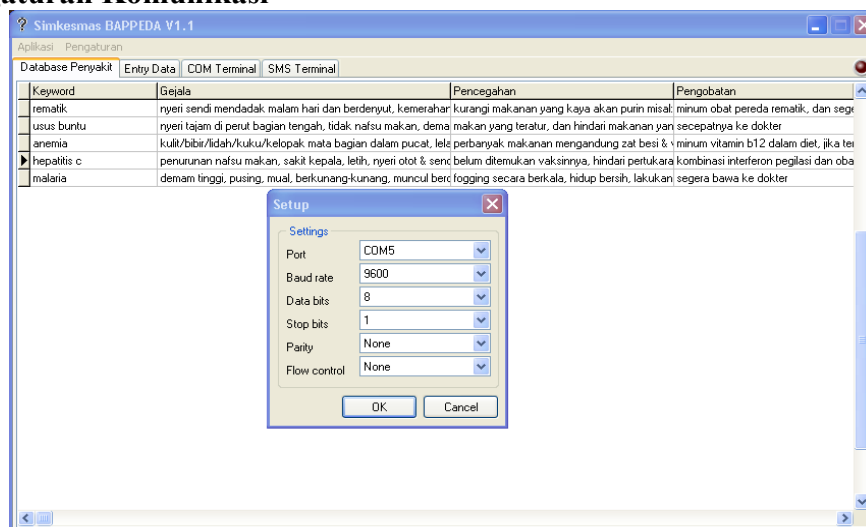 aturan Komunikasi
Simkesmas BAPPEDA V1.1
Aplikasi Pengaturan
Database Penyakit Entry Data COM Terminal SMS Terminal
Keyword Gejala Pencegahan Pengobatan
rematik nyeri sendi mendadak malam hari dan berdenyut, kemerahan kurangi makanan yang kaya akan purin misal: minum obat pereda rematik, dan sege
usus buntu nyeri tajam di perut bagian tengah, tidak nafsu makan, dema makan yang teratur, dan hindari makanan yan secepatnya ke dokter
anemia kulit/bibir/lidah/kuku/kelopak mata bagian dalam pucat, lela perbanyak makanan mengandung zat besi & v minum vitamin b12 dalam diet, jika ter
hepatitis c penurunan nafsu makan, sakit kepala, letih, nyeri otot & send belum ditemukan vaksinnya, hindari pertukara kombinasi interferon pegilasi dan oba
malaria demam tinggi, pusing, mual, berkunang-kunang, muncul berc fogging secara berkala, hidup bersih, lakukan segera bawa ke dokter
Setup
Settings
Port COM5
Baud rate 9600
Data bits 8
Stop bits 1
Parity None
Flow control None
OK Cancel